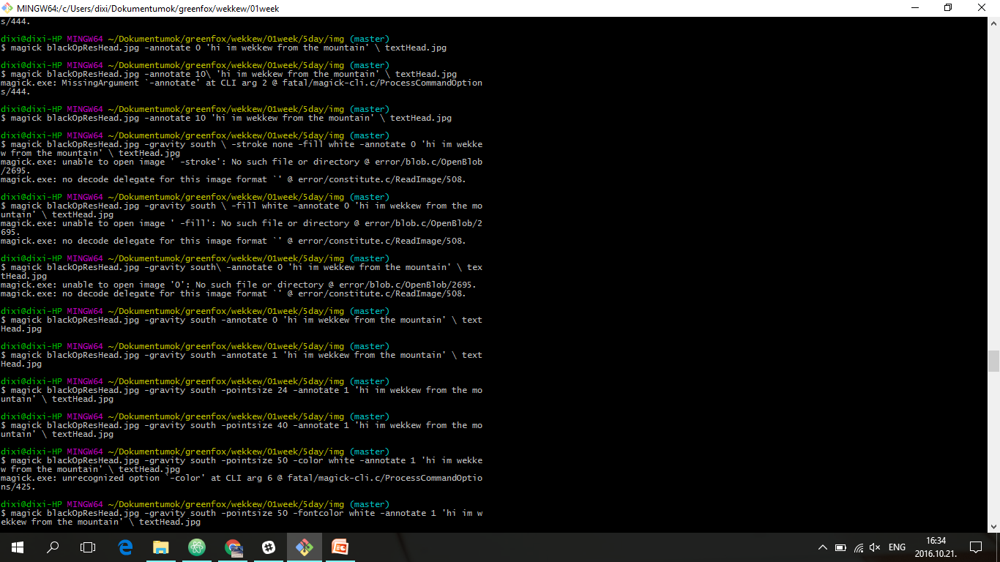 MINGW64:/c/Users/dixi/Dokumentumok/greenfox/wekkew/01week
s/444.
dixi@dixi-HP MINGW64 ~/Dokumentumok/greenfox/wekkew/01week/5day/img (master)
$ magick blackOpResHead.jpg -annotate 0 'hi im wekkew from the mountain' \ textHead.jpg
dixi@dixi-HP MINGW64 ~/Dokumentumok/greenfox/wekkew/01week/5day/img (master)
$ magick blackOpResHead.jpg -annotate 10\ 'hi im wekkew from the mountain' \ textHead.jpg
magick.exe: MissingArgument `-annotate' at CLI arg 2 @ fatal/magick-cli.c/ProcessCommandOption
s/444.
dixi@dixi-HP MINGW64 ~/Dokumentumok/greenfox/wekkew/01week/5day/img (master)
$ magick blackOpResHead.jpg -annotate 10 'hi im wekkew from the mountain' \ textHead.jpg
dixi@dixi-HP MINGW64 ~/Dokumentumok/greenfox/wekkew/01week/5day/img (master)
$ magick blackOpResHead.jpg -gravity south \ -stroke none -fill white -annotate 0 'hi im wekke
w from the mountain' \ textHead.jpg
magick.exe: unable to open image ' -stroke': No such file or directory @ error/blob.c/OpenBlob
/2695.
magick.exe: no decode delegate for this image format `' @ error/constitute.c/ReadImage/508.
dixi@dixi-HP MINGW64 ~/Dokumentumok/greenfox/wekkew/01week/5day/img (master)
$ magick blackOpResHead.jpg -gravity south \ -fill white -annotate 0 'hi im wekkew from the mo
untain' \ textHead.jpg
magick.exe: unable to open image ' -fill': No such file or directory @ error/blob.c/OpenBlob/2
695.
magick.exe: no decode delegate for this image format `' @ error/constitute.c/ReadImage/508.
dixi@dixi-HP MINGW64 ~/Dokumentumok/greenfox/wekkew/01week/5day/img (master)
$ magick blackOpResHead.jpg -gravity south\ -annotate 0 'hi im wekkew from the mountain' \ tex
tHead.jpg
magick.exe: unable to open image '0': No such file or directory @ error/blob.c/OpenBlob/2695.
magick.exe: no decode delegate for this image format `' @ error/constitute.c/ReadImage/508.
dixi@dixi-HP MINGW64 ~/Dokumentumok/greenfox/wekkew/01week/5day/img (master)
$ magick blackOpResHead.jpg -gravity south -annotate 0 'hi im wekkew from the mountain' \ text
Head.jpg
dixi@dixi-HP MINGW64 ~/Dokumentumok/greenfox/wekkew/01week/5day/img (master)
$ magick blackOpResHead.jpg -gravity south -annotate 1 'hi im wekkew from the mountain' \ text
Head.jpg
dixi@dixi-HP MINGW64 ~/Dokumentumok/greenfox/wekkew/01week/5day/img (master)
$ magick blackOpResHead.jpg -gravity south -pointsize 24 -annotate 1 'hi im wekkew from the mo
untain' \ textHead.jpg
dixi@dixi-HP MINGW64 ~/Dokumentumok/greenfox/wekkew/01week/5day/img (master)
$ magick blackOpResHead.jpg -gravity south -pointsize 40 -annotate 1 'hi im wekkew from the mo
untain' \ textHead.jpg
dixi@dixi-HP MINGW64 ~/Dokumentumok/greenfox/wekkew/01week/5day/img (master)
$ magick blackOpResHead.jpg -gravity south -pointsize 50 -color white -annotate 1 'hi im wekke
w from the mountain' \ textHead.jpg
magick.exe: unrecognized option `-color' at CLI arg 6 @ fatal/magick-cli.c/ProcessCommandOptio
ns/425.
dixi@dixi-HP MINGW64 ~/Dokumentumok/greenfox/wekkew/01week/5day/img (master)
$ magick blackOpResHead.jpg -gravity south -pointsize 50 -fontcolor white -annotate 1 'hi im w
ekkew from the mountain' \ textHead.jpg
ENG
16:34
2016.10.21.